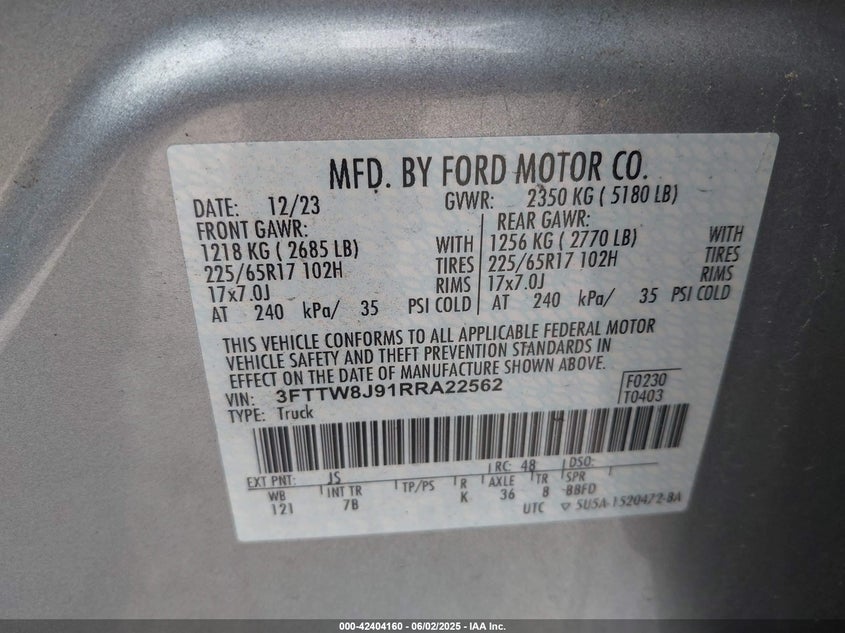 MFD. BY FORD MOTOR CO.
DATE: 12/23 GVWR: 2350 KG ( 5180 LB)
FRONT GAWR: REAR GAWR:
1218 KG ( 2685 LB) WITH 1256 KG ( 2770 LB) WITH
225/65R17 102H TIRES 225/65R17 102H TIRES
17x7.0J RIMS 17x7.0J RIMS
AT 240 kPa/ 35 PSI COLD AT 240 kPa/ 35 PSI COLD
THIS VEHICLE CONFORMS TO ALL APPLICABLE FEDERAL MOTOR
VEHICLE SAFETY AND THEFT PREVENTION STANDARDS IN
EFFECT ON THE DATE OF MANUFACTURE SHOWN ABOVE.
VIN: 3FTTW8J91RRA22562 F0230
TYPE: Truck T0403
EXT PNT: JS RC: 48 DSO:
WB INT TR TP/PS R AXLE TR SPR
121 7B K 36 8 BBFD
UTC ▽ SU5A-1520472-BA
000-42404160 - 06/02/2025 - IAA Inc.